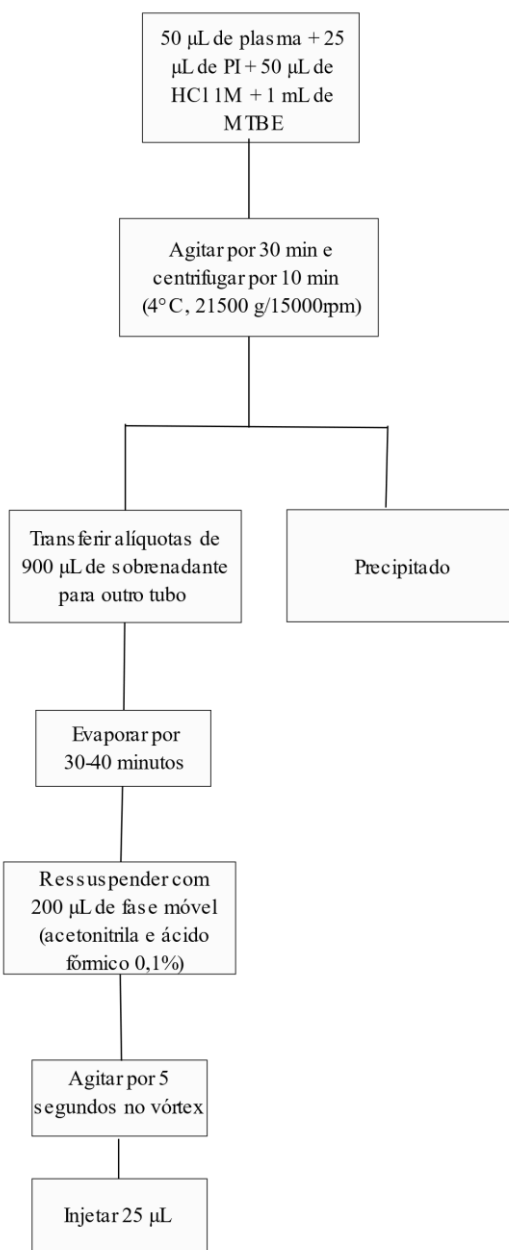 50 µL de plasma + 25
µL de PI + 50 µL de
HCl 1M + 1 mL de
MTBE
Agitar por 30 min e
centrifugar por 10 min
(4°C, 21500 g/15000rpm)
Transferir alíquotas de
900 µL de sobrenadante
para outro tubo
Precipitado
Evaporar por
30-40 minutos
Ressuspender com
200 µL de fase móvel
(acetonitrila e ácido
fórmico 0,1%)
Agitar por 5
segundos no vórtex
Injetar 25 µL